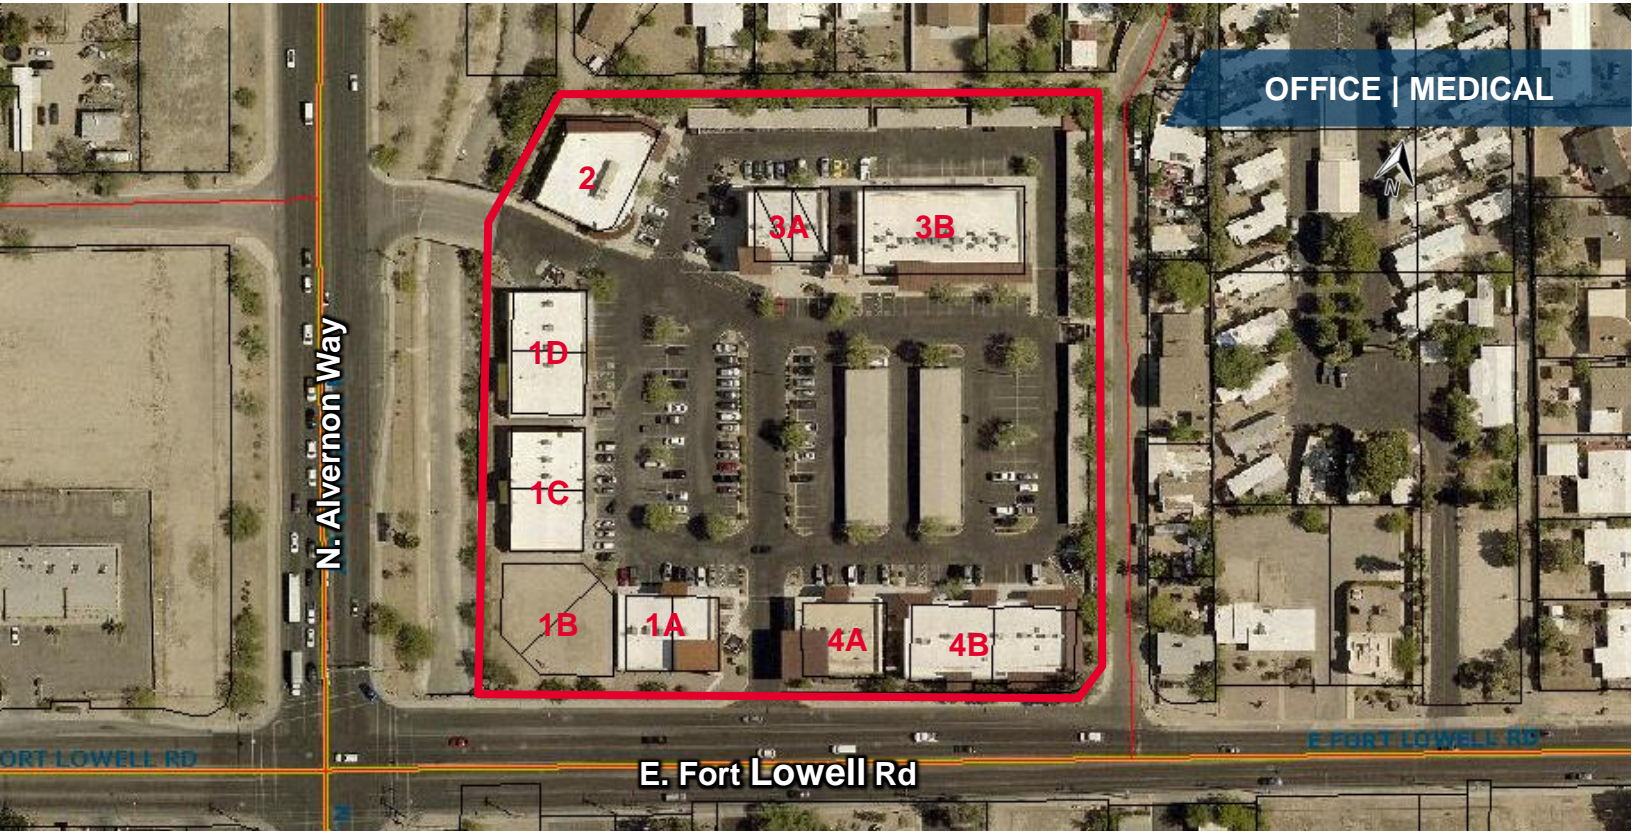 OFFICE | MEDICAL
N
2
3A
3B
1D
1C
1B
1A
4A
4B
N. Alvernon Way
ORT LOWELL RD
E FORT LOWELL RD
E. Fort Lowell Rd
N